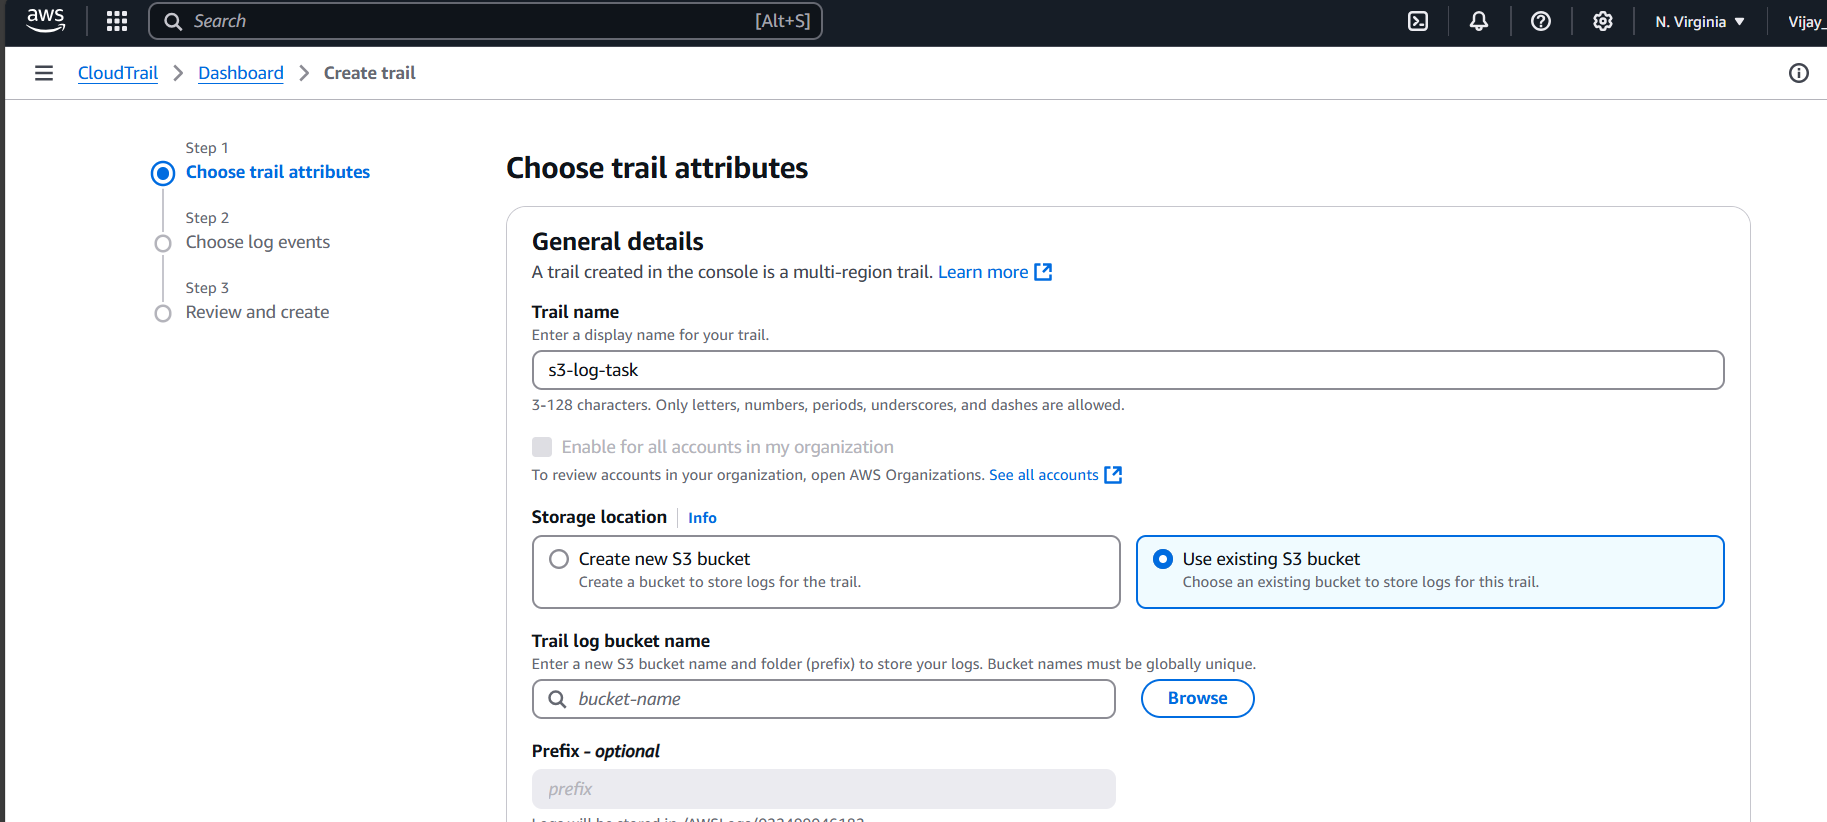 aws
Search
[Alt+S]
N. Virginia
Vijay_
CloudTrail
Dashboard
Create trail
Step 1
Choose trail attributes
Step 2
Choose log events
Step 3
Review and create
Choose trail attributes
General details
A trail created in the console is a multi-region trail. Learn more
Trail name
Enter a display name for your trail.
s3-log-task
3-128 characters. Only letters, numbers, periods, underscores, and dashes are allowed.
Enable for all accounts in my organization
To review accounts in your organization, open AWS Organizations. See all accounts
Storage location
Info
Create new S3 bucket
Create a bucket to store logs for the trail.
Use existing S3 bucket
Choose an existing bucket to store logs for this trail.
Trail log bucket name
Enter a new S3 bucket name and folder (prefix) to store your logs. Bucket names must be globally unique.
bucket-name
Browse
Prefix - optional
prefix
Logs will be stored in